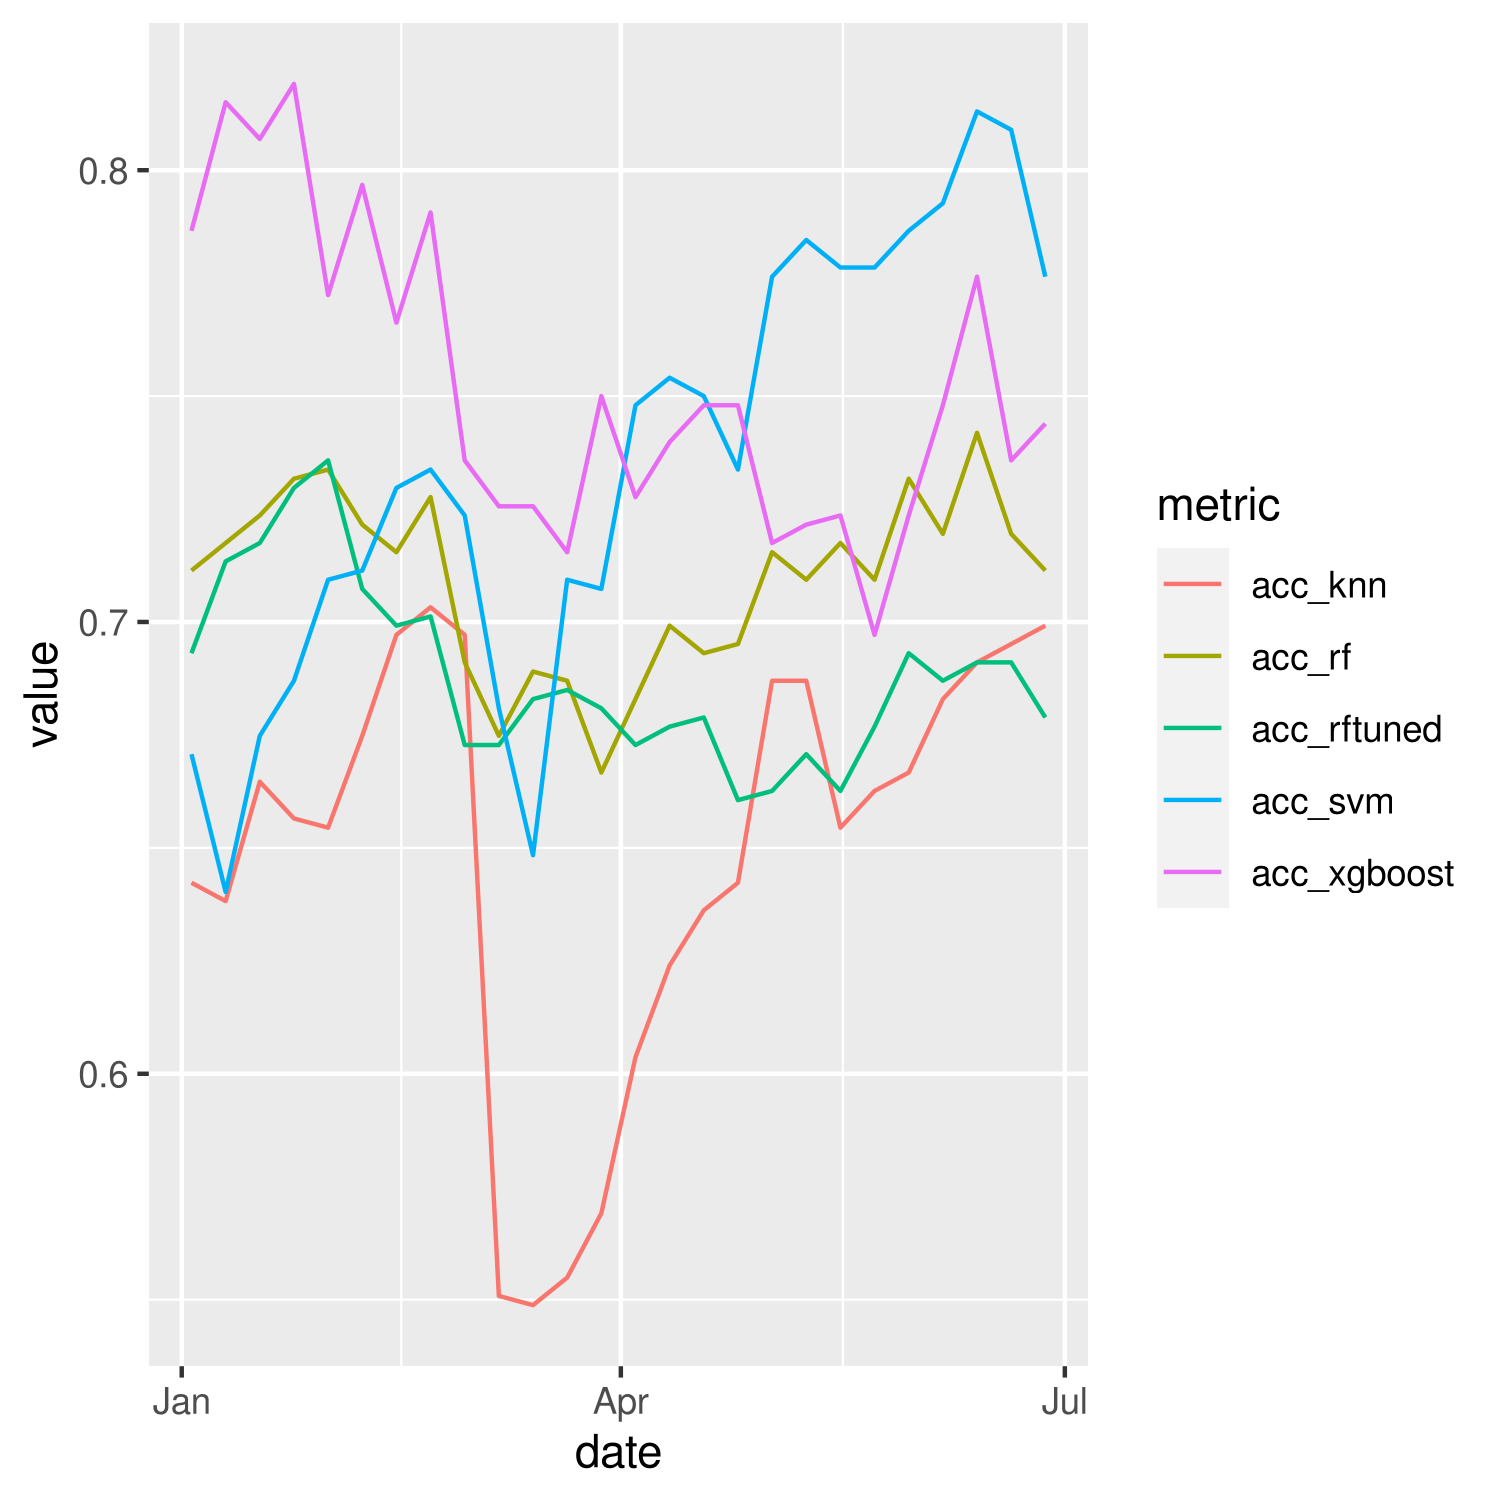 0.8
0.7
0.6
value
Jan
Apr
Jul
date
metric
acc_knn
acc_rf
acc_rftuned
acc_svm
acc_xgboost